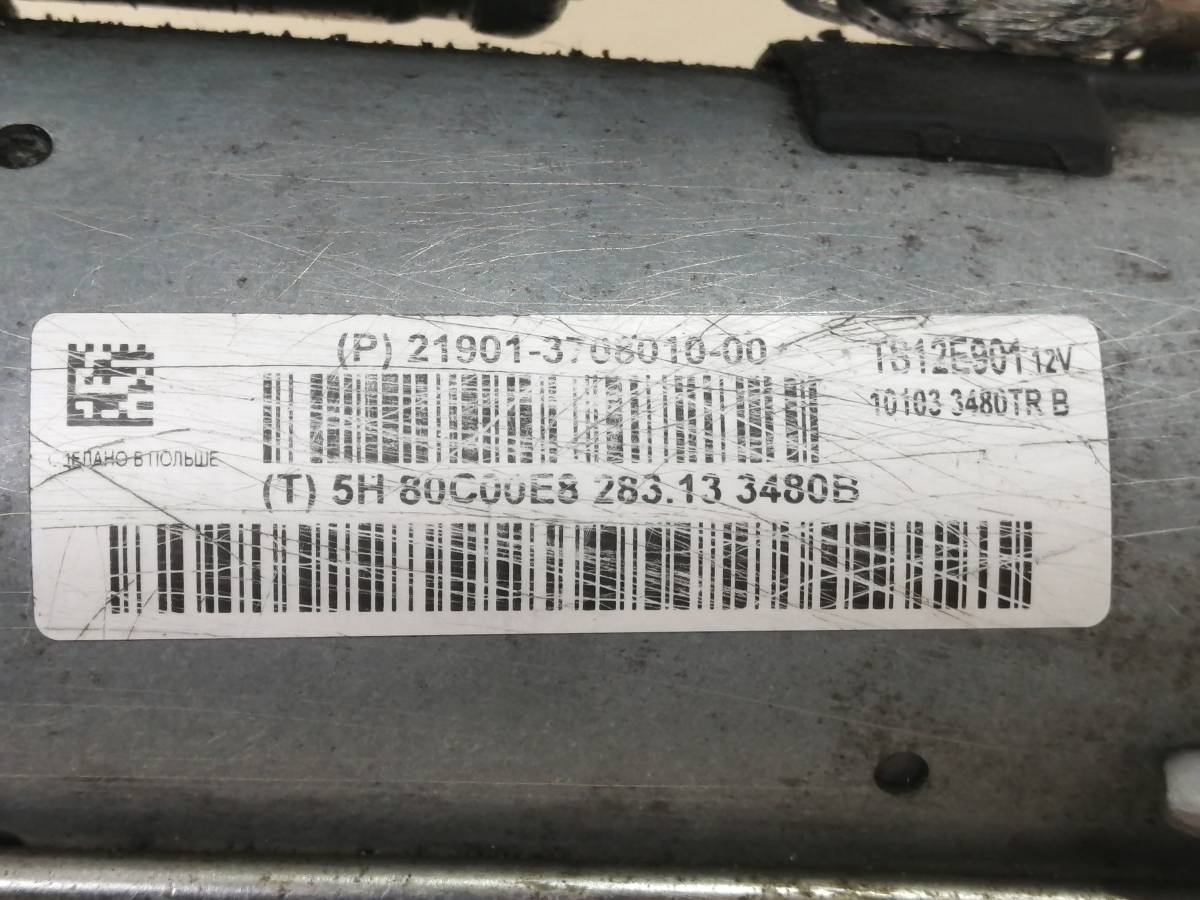 (P) 21901-3708010-00
TS12E901 12V
10103 3480TR B
СДЕЛАНО В ПОЛЬШЕ
(T) 5H 80C00E8 283.13 3480B